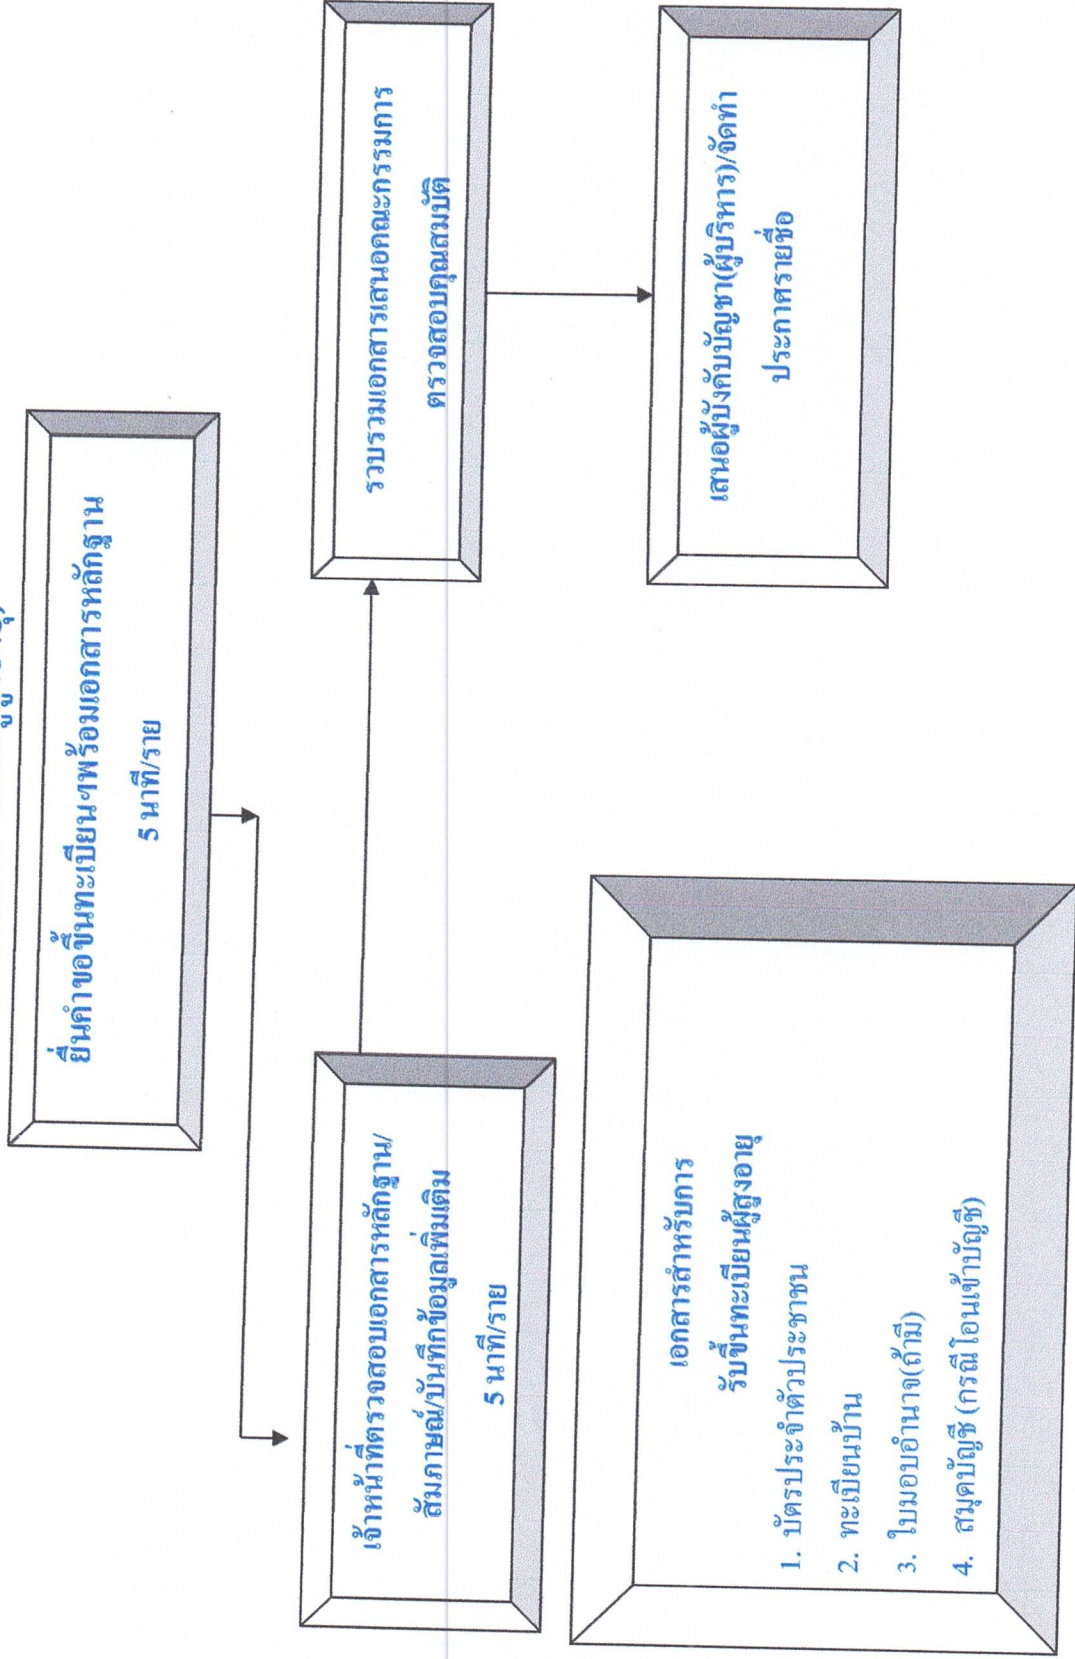 ยื่นคำขอขึ้นทะเบียนฯพร้อมเอกสารหลักฐาน
5 นาที/ราย
เจ้าหน้าที่ตรวจสอบเอกสารหลักฐาน/
สัมภาษณ์/บันทึกข้อมูลเพิ่มเติม
5 นาที/ราย
รวบรวมเอกสารเสนอคณะกรรมการ
ตรวจสอบคุณสมบัติ
เสนอผู้บังคับบัญชา(ผู้บริหาร)/จัดทำ
ประกาศรายชื่อ
เอกสารสำหรับการ
รับขึ้นทะเบียนผู้สูงอายุ
1. บัตรประจำตัวประชาชน
2. ทะเบียนบ้าน
3. ใบมอบอำนาจ(ถ้ามี)
4. สมุดบัญชี (กรณีโอนเข้าบัญชี)